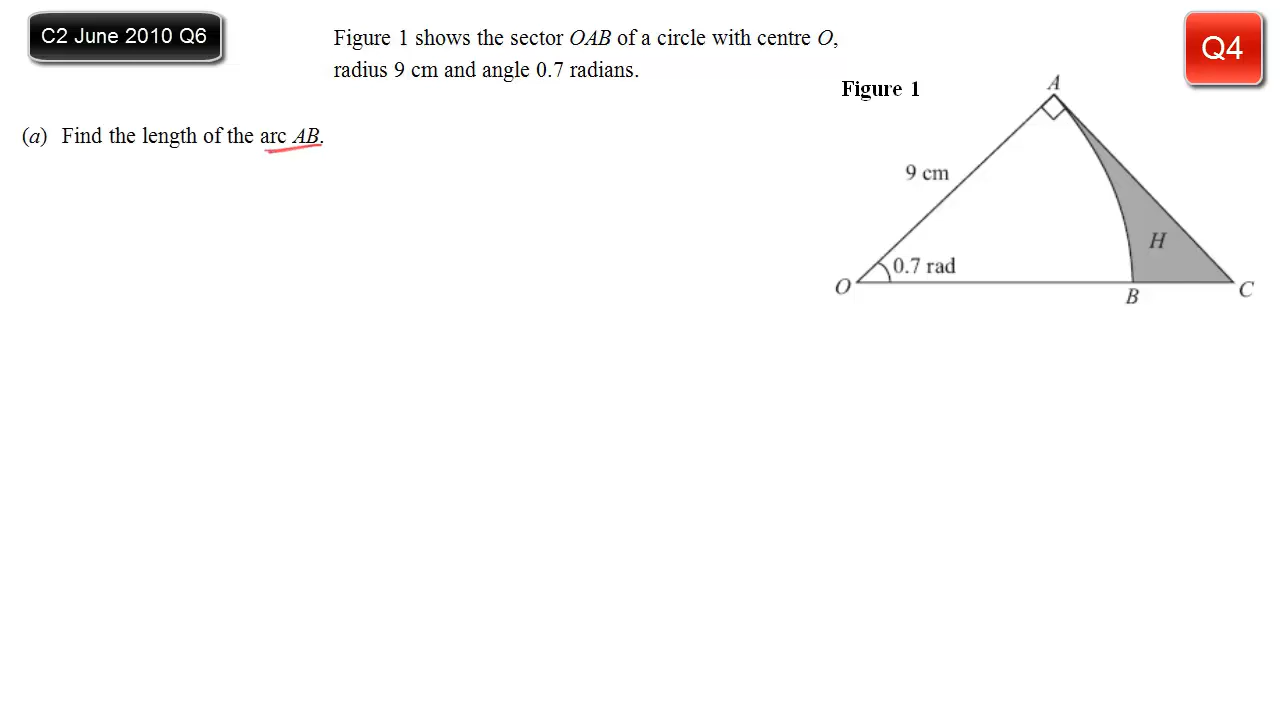 C2 June 2010 Q6
Figure 1 shows the sector OAB of a circle with centre O,
radius 9 cm and angle 0.7 radians.
Q4
Figure 1
(a) Find the length of the arc AB.
A
9 cm
H
0.7 rad
O
B
C